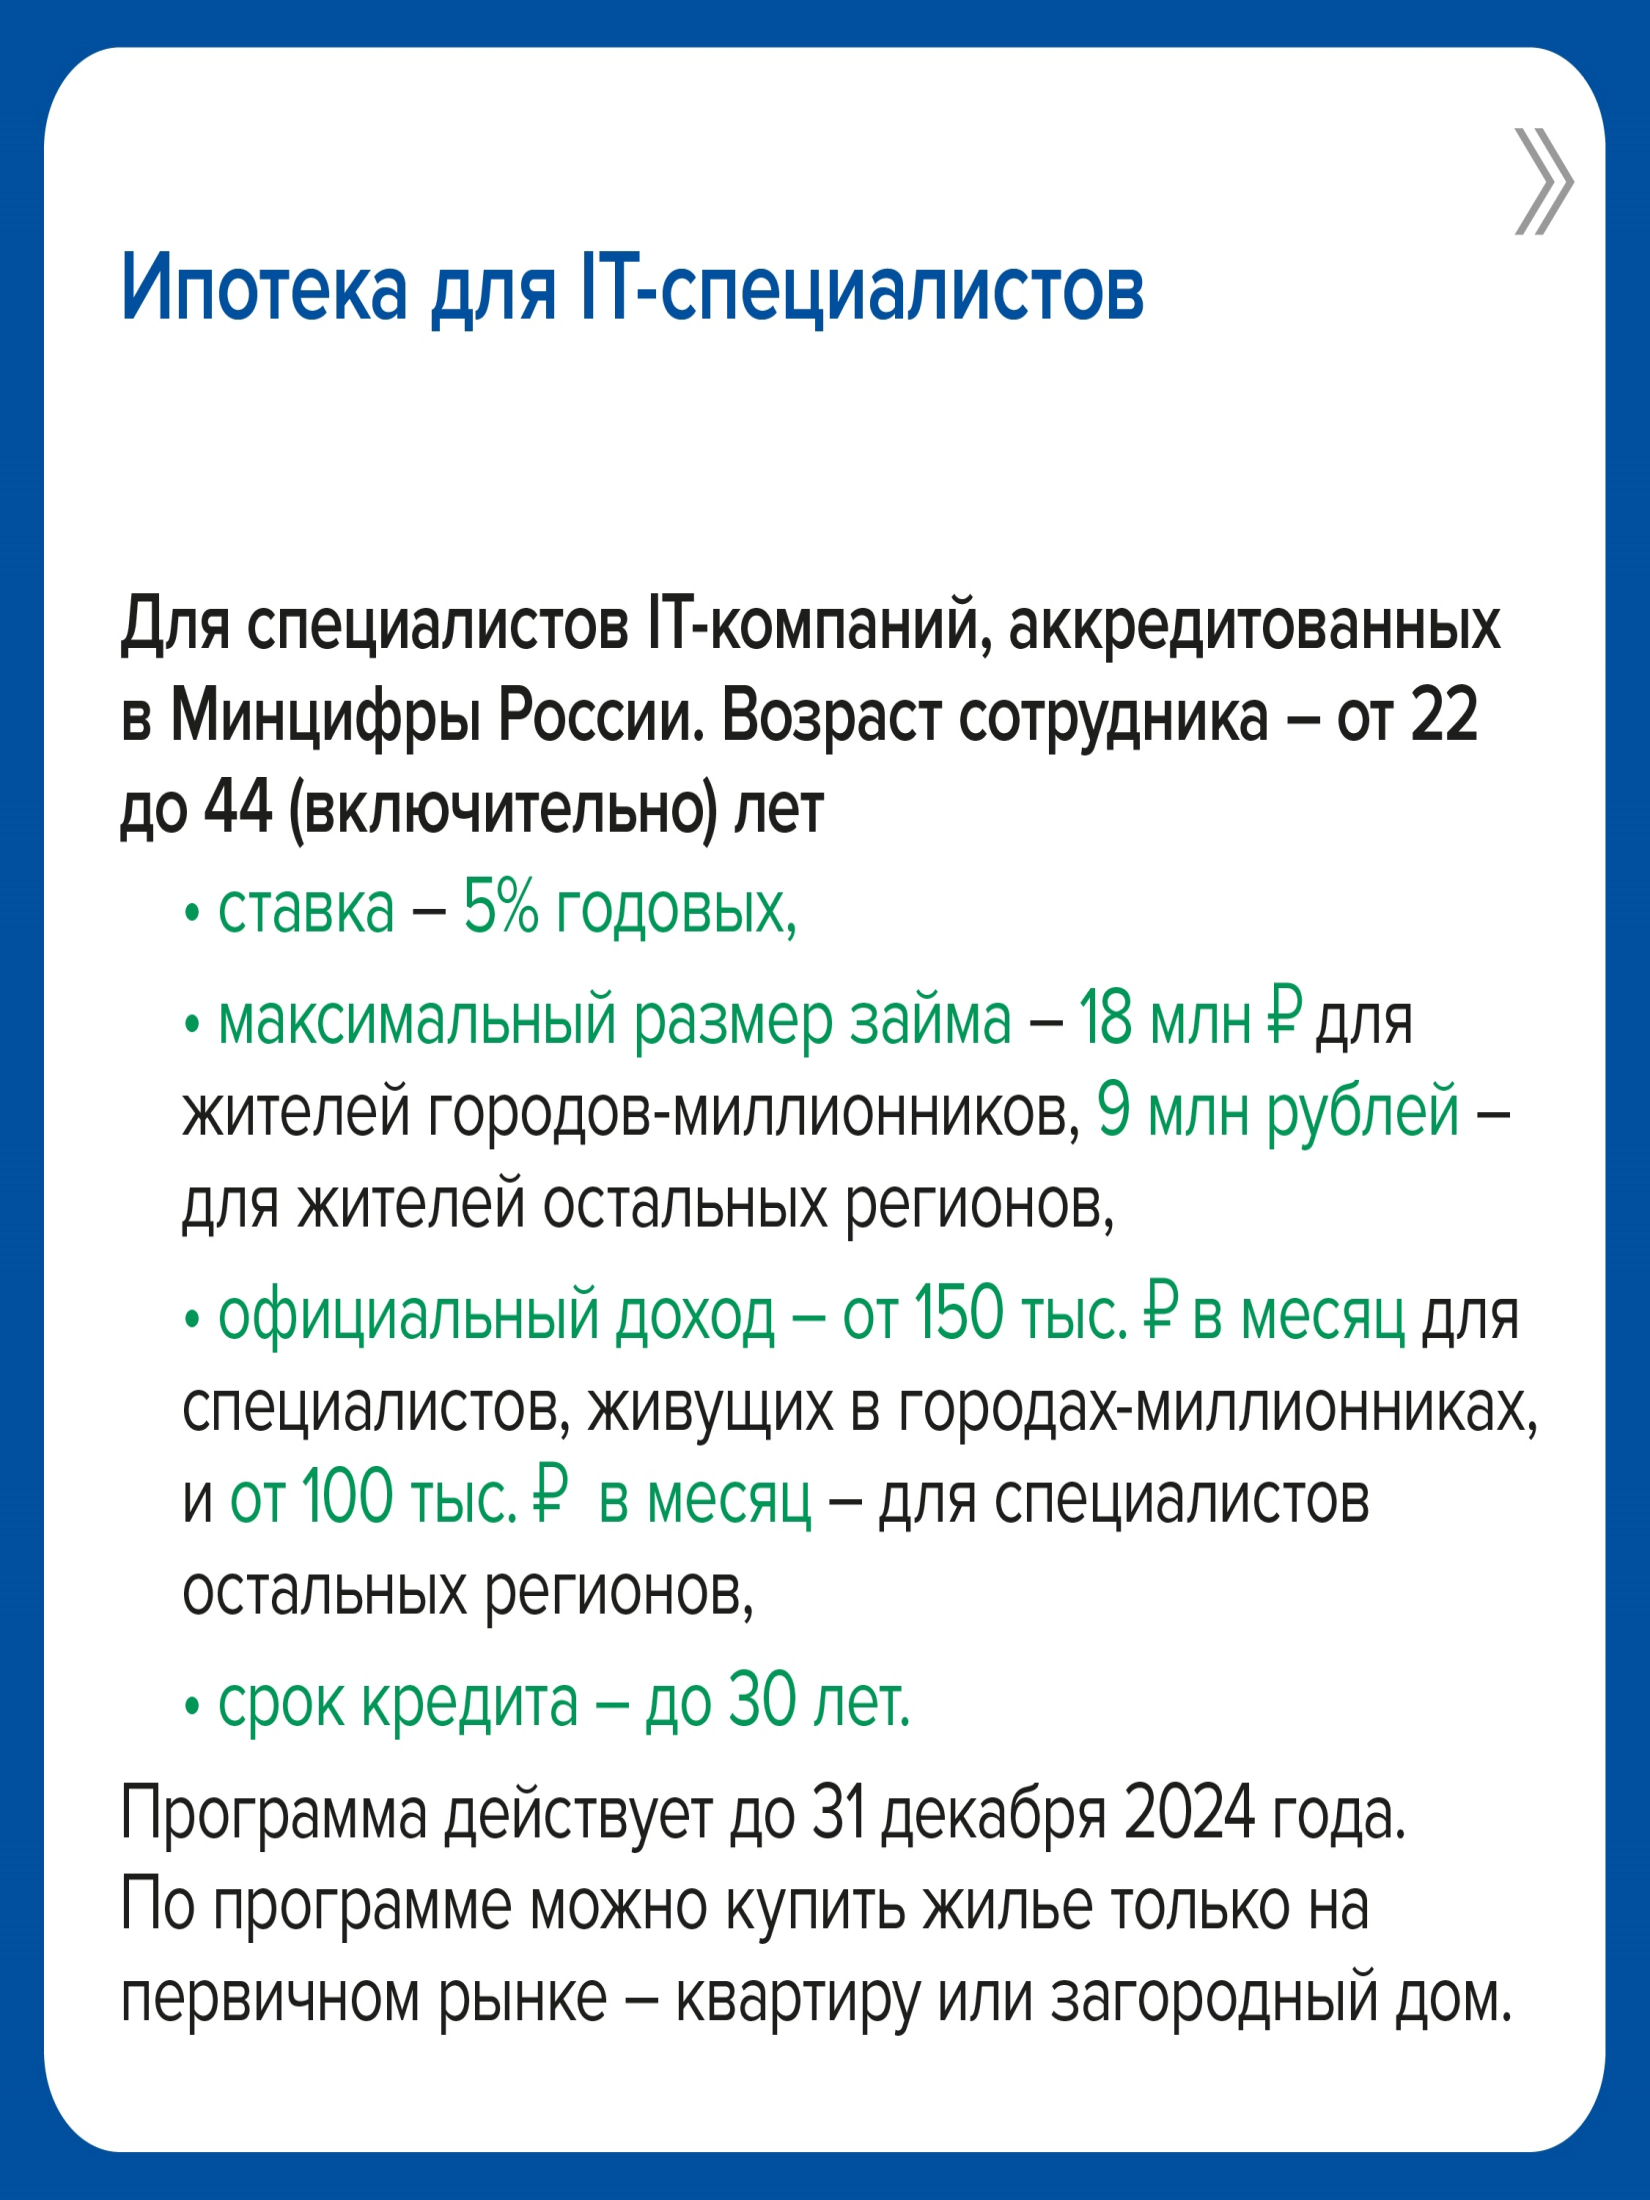 Ипотека для IT-специалистов
Для специалистов IT-компаний, аккредитованных
в Минцифры России. Возраст сотрудника – от 22
до 44 (включительно) лет
• ставка – 5% годовых,
• максимальный размер займа – 18 млн ₽ для
жителей городов-миллионников, 9 млн рублей –
для жителей остальных регионов,
• официальный доход – от 150 тыс. ₽ в месяц для
специалистов, живущих в городах-миллионниках,
и от 100 тыс. ₽ в месяц – для специалистов
остальных регионов,
• срок кредита – до 30 лет.
Программа действует до 31 декабря 2024 года.
По программе можно купить жилье только на
первичном рынке – квартиру или загородный дом.